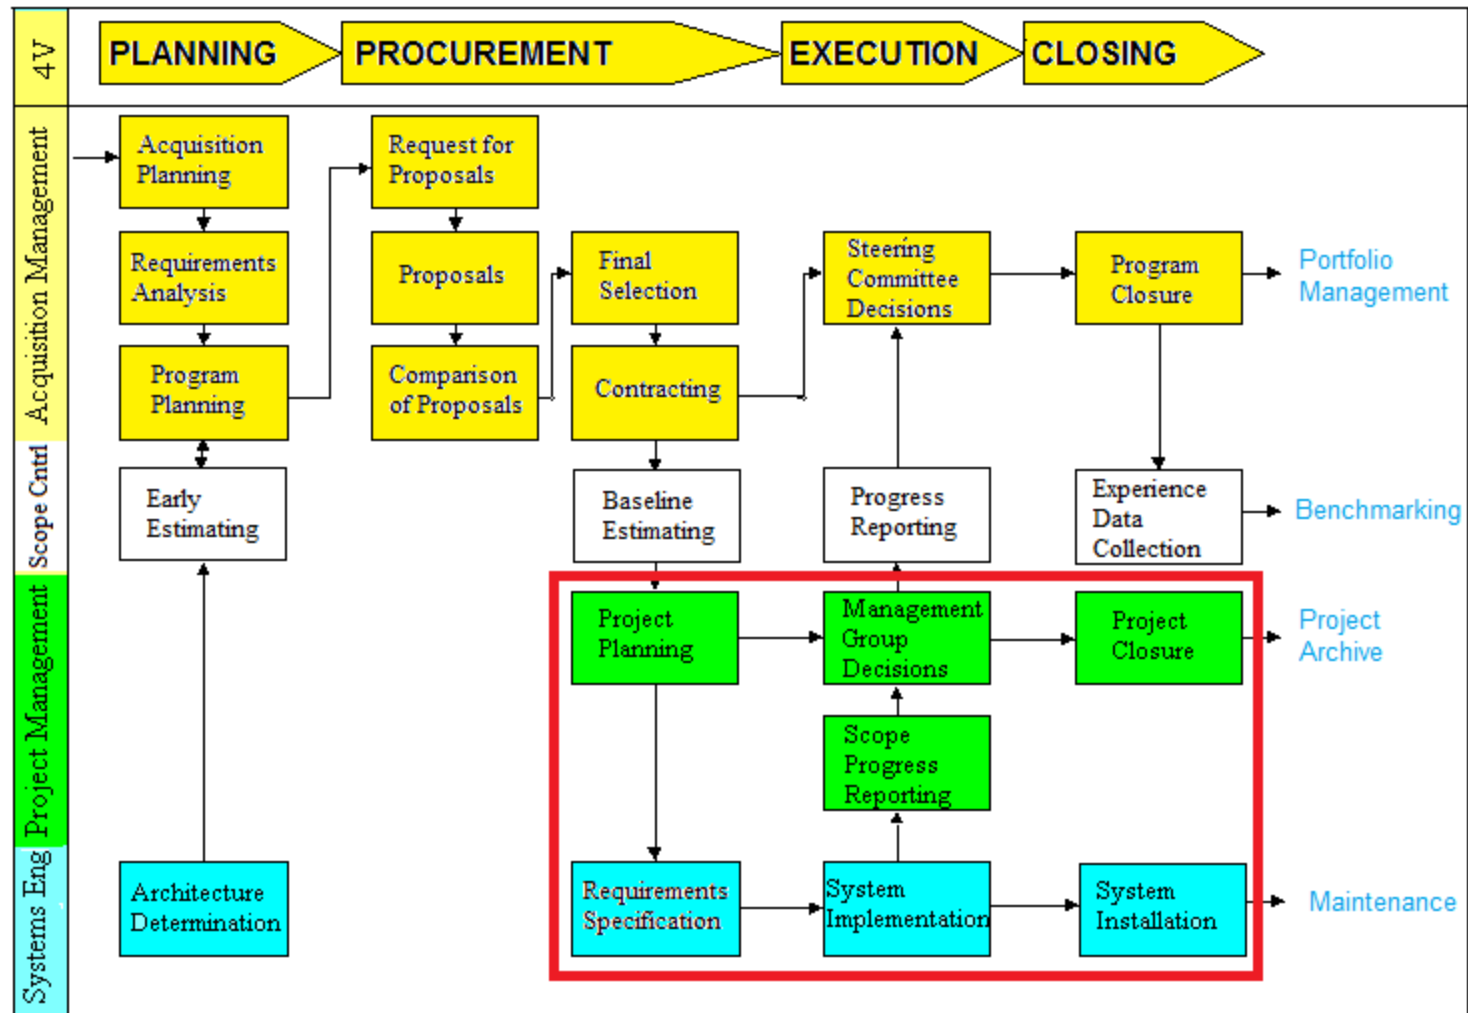 4V
PLANNING
PROCUREMENT
EXECUTION
CLOSING
Acquisition Management
Acquisition
Planning
Request for
Proposals
Requirements
Analysis
Proposals
Final
Selection
Steering
Committee
Decisions
Program
Closure
Portfolio
Management
Program
Planning
Comparison
of Proposals
Contracting
Scope Cntrl
Early
Estimating
Baseline
Estimating
Progress
Reporting
Experience
Data
Collection
Benchmarking
Project Management
Project
Planning
Management
Group
Decisions
Project
Closure
Project
Archive
Scope
Progress
Reporting
Systems Eng
Architecture
Determination
Requirements
Specification
System
Implementation
System
Installation
Maintenance